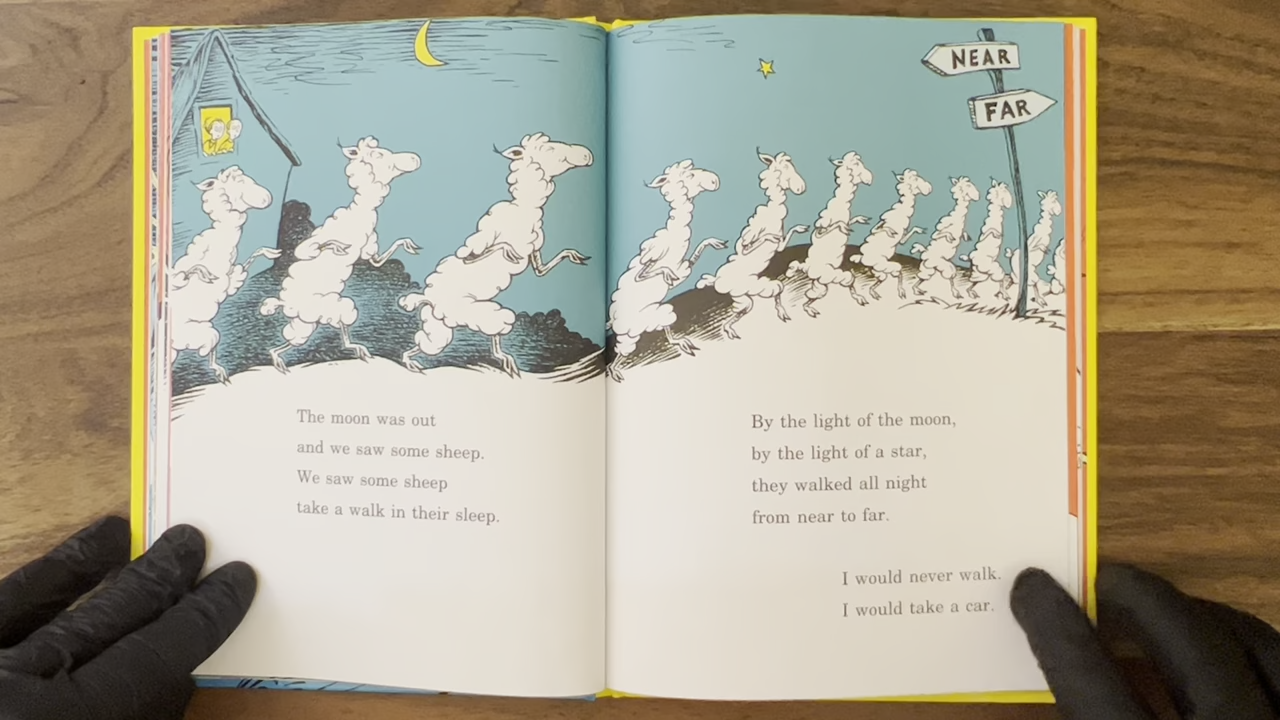 The moon was out
and we saw some sheep.
We saw some sheep
take a walk in their sleep.
NEAR
FAR
By the light of the moon,
by the light of a star,
they walked all night
from near to far.
I would never walk.
I would take a car.